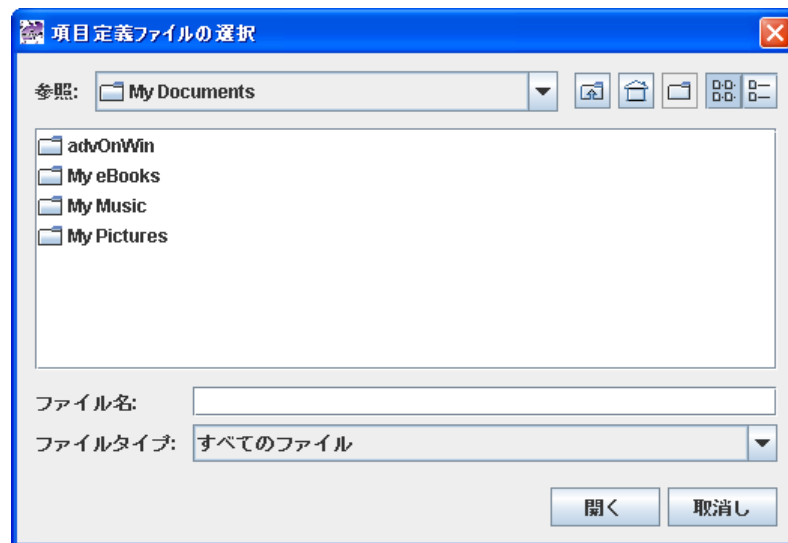 項目定義ファイルの選択
参照: My Documents
advOnWin
My eBooks
My Music
My Pictures
ファイル名:
ファイルタイプ: すべてのファイル
開く 取消し